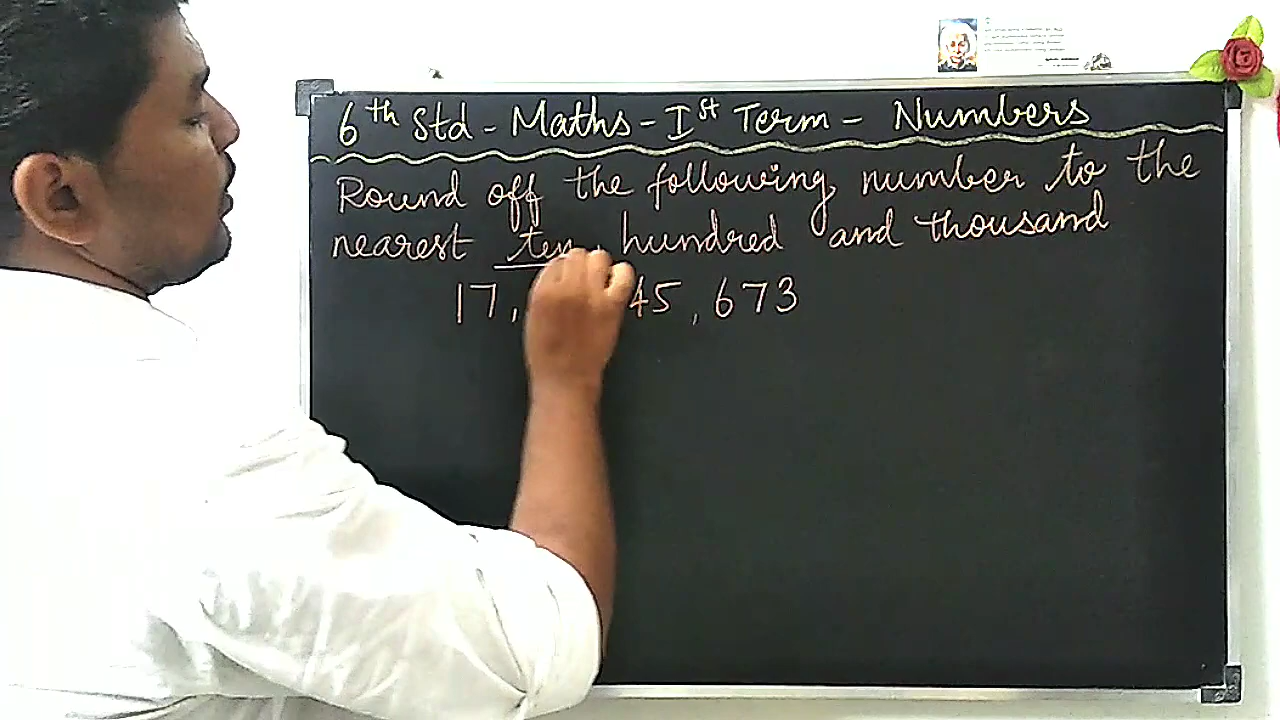 6th Std - Maths - Ist Term - Numbers
Round off the following number to the
nearest ten, hundred and thousand
17, 45, 673